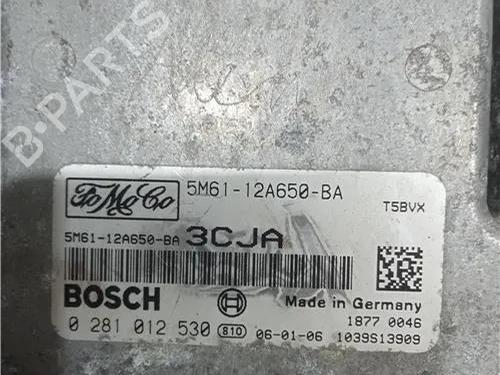 B-PARTS
FoMoCo
5M61-12A650-BA
T5BVX
5M61-12A650-BA 3CJA
BOSCH
Made in Germany
0 281 012 530 810 06-01-06
1877 0046
1039S13909